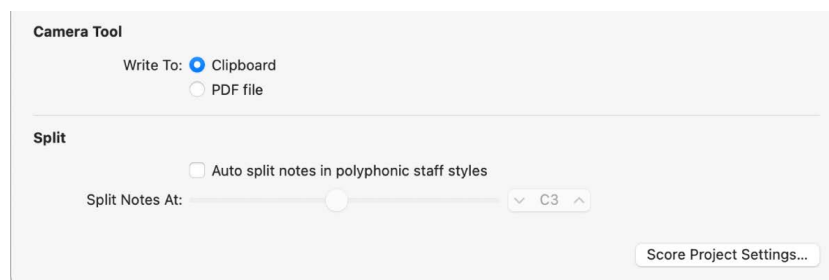 Camera Tool
Write To: Clipboard
PDF file
Split
Auto split notes in polyphonic staff styles
Split Notes At: C3
Score Project Settings...